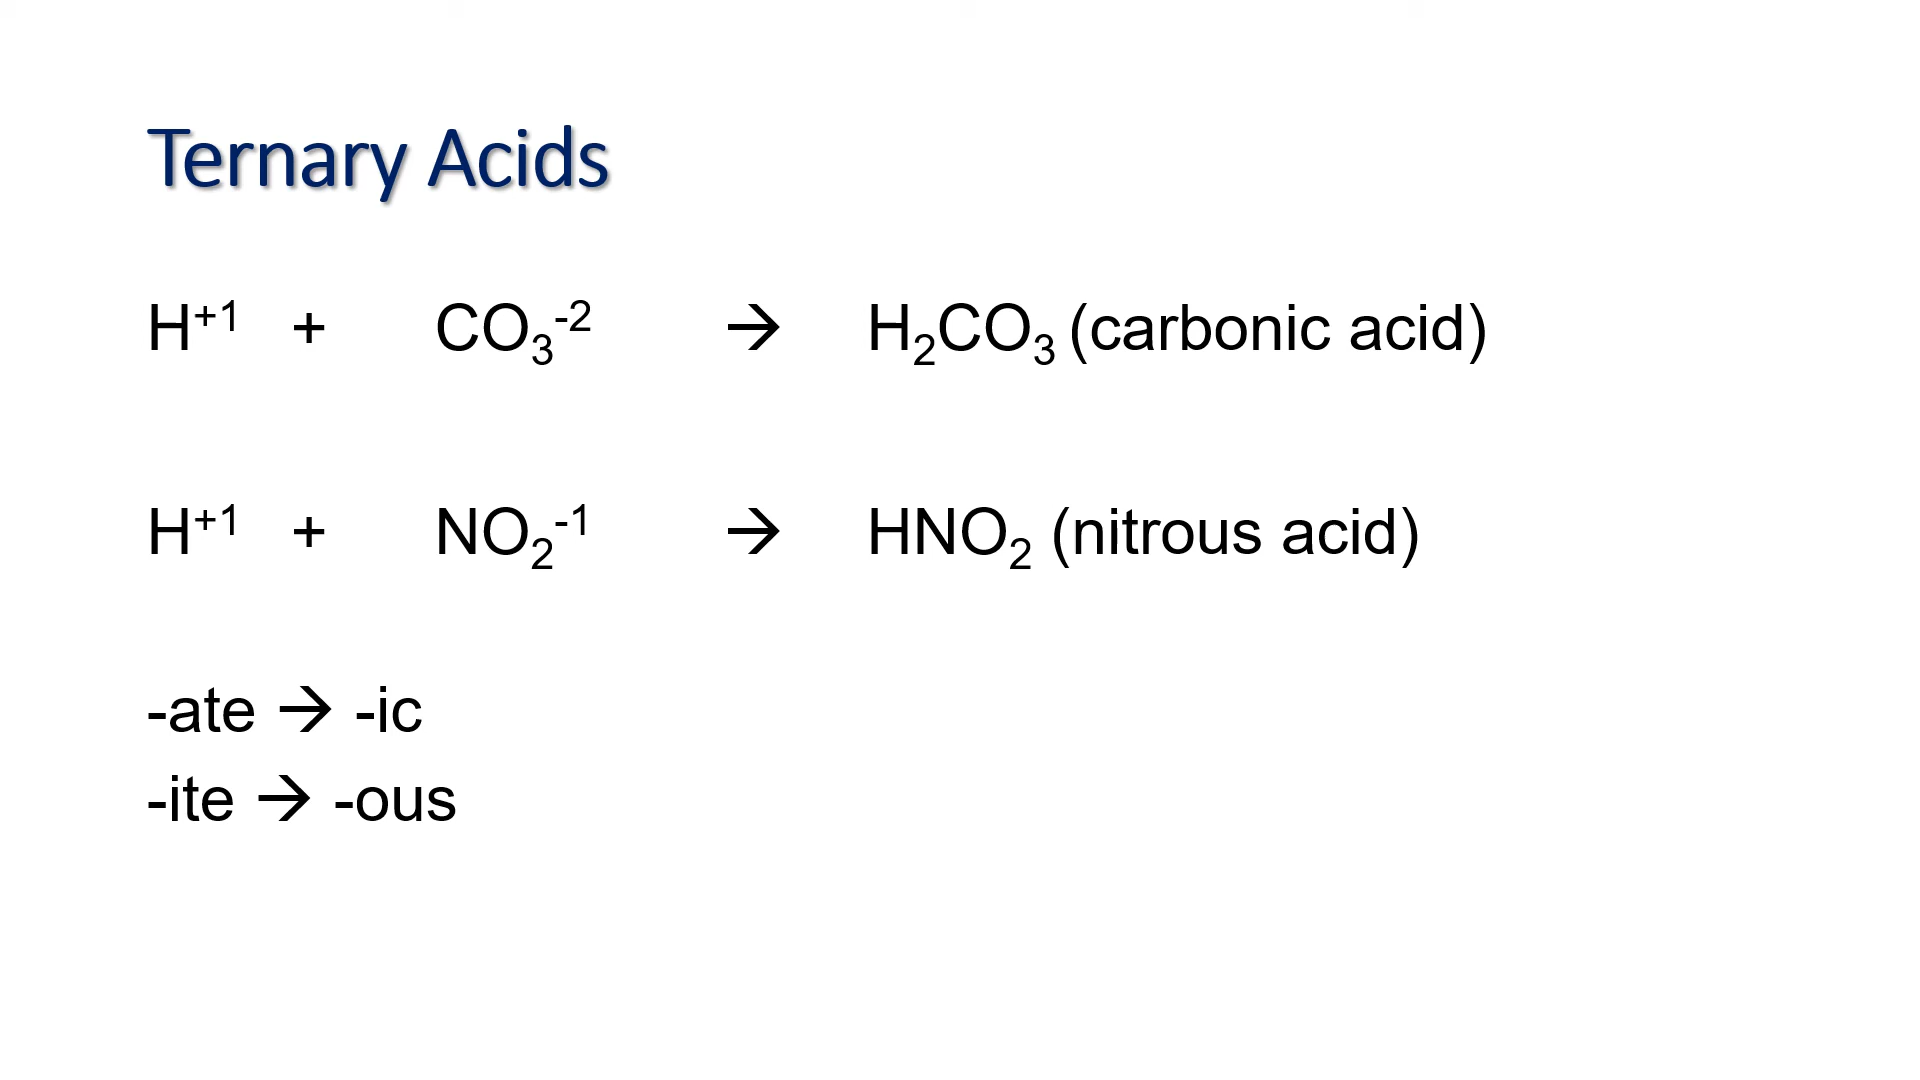 Ternary Acids
H⁺¹ + CO₃⁻² → H₂CO₃ (carbonic acid)
H⁺¹ + NO₂⁻¹ → HNO₂ (nitrous acid)
-ate → -ic
-ite → -ous